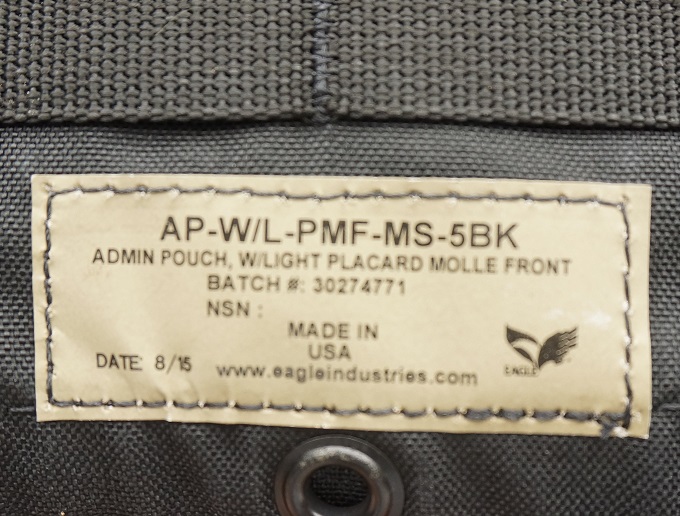 AP-W/L-PMF-MS-5BK
ADMIN POUCH, W/LIGHT PLACARD MOLLE FRONT
BATCH #: 30274771
NSN :
MADE IN
USA
DATE: 8/15
www.eagleindustries.com
EAGLE